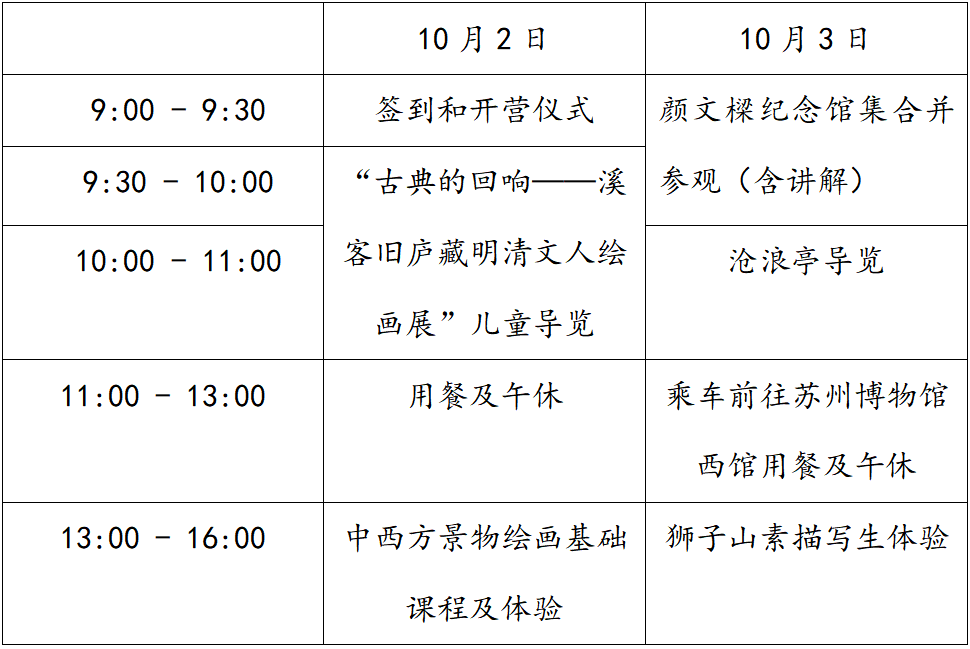 10 月 2 日
10 月 3 日
9:00 - 9:30
签到和开营仪式
颜文樑纪念馆集合并
参观（含讲解）
9:30 - 10:00
“古典的回响——溪
客旧庐藏明清文人绘
画展”儿童导览
10:00 - 11:00
沧浪亭导览
11:00 - 13:00
用餐及午休
乘车前往苏州博物馆
西馆用餐及午休
13:00 - 16:00
中西方景物绘画基础
课程及体验
狮子山素描写生体验